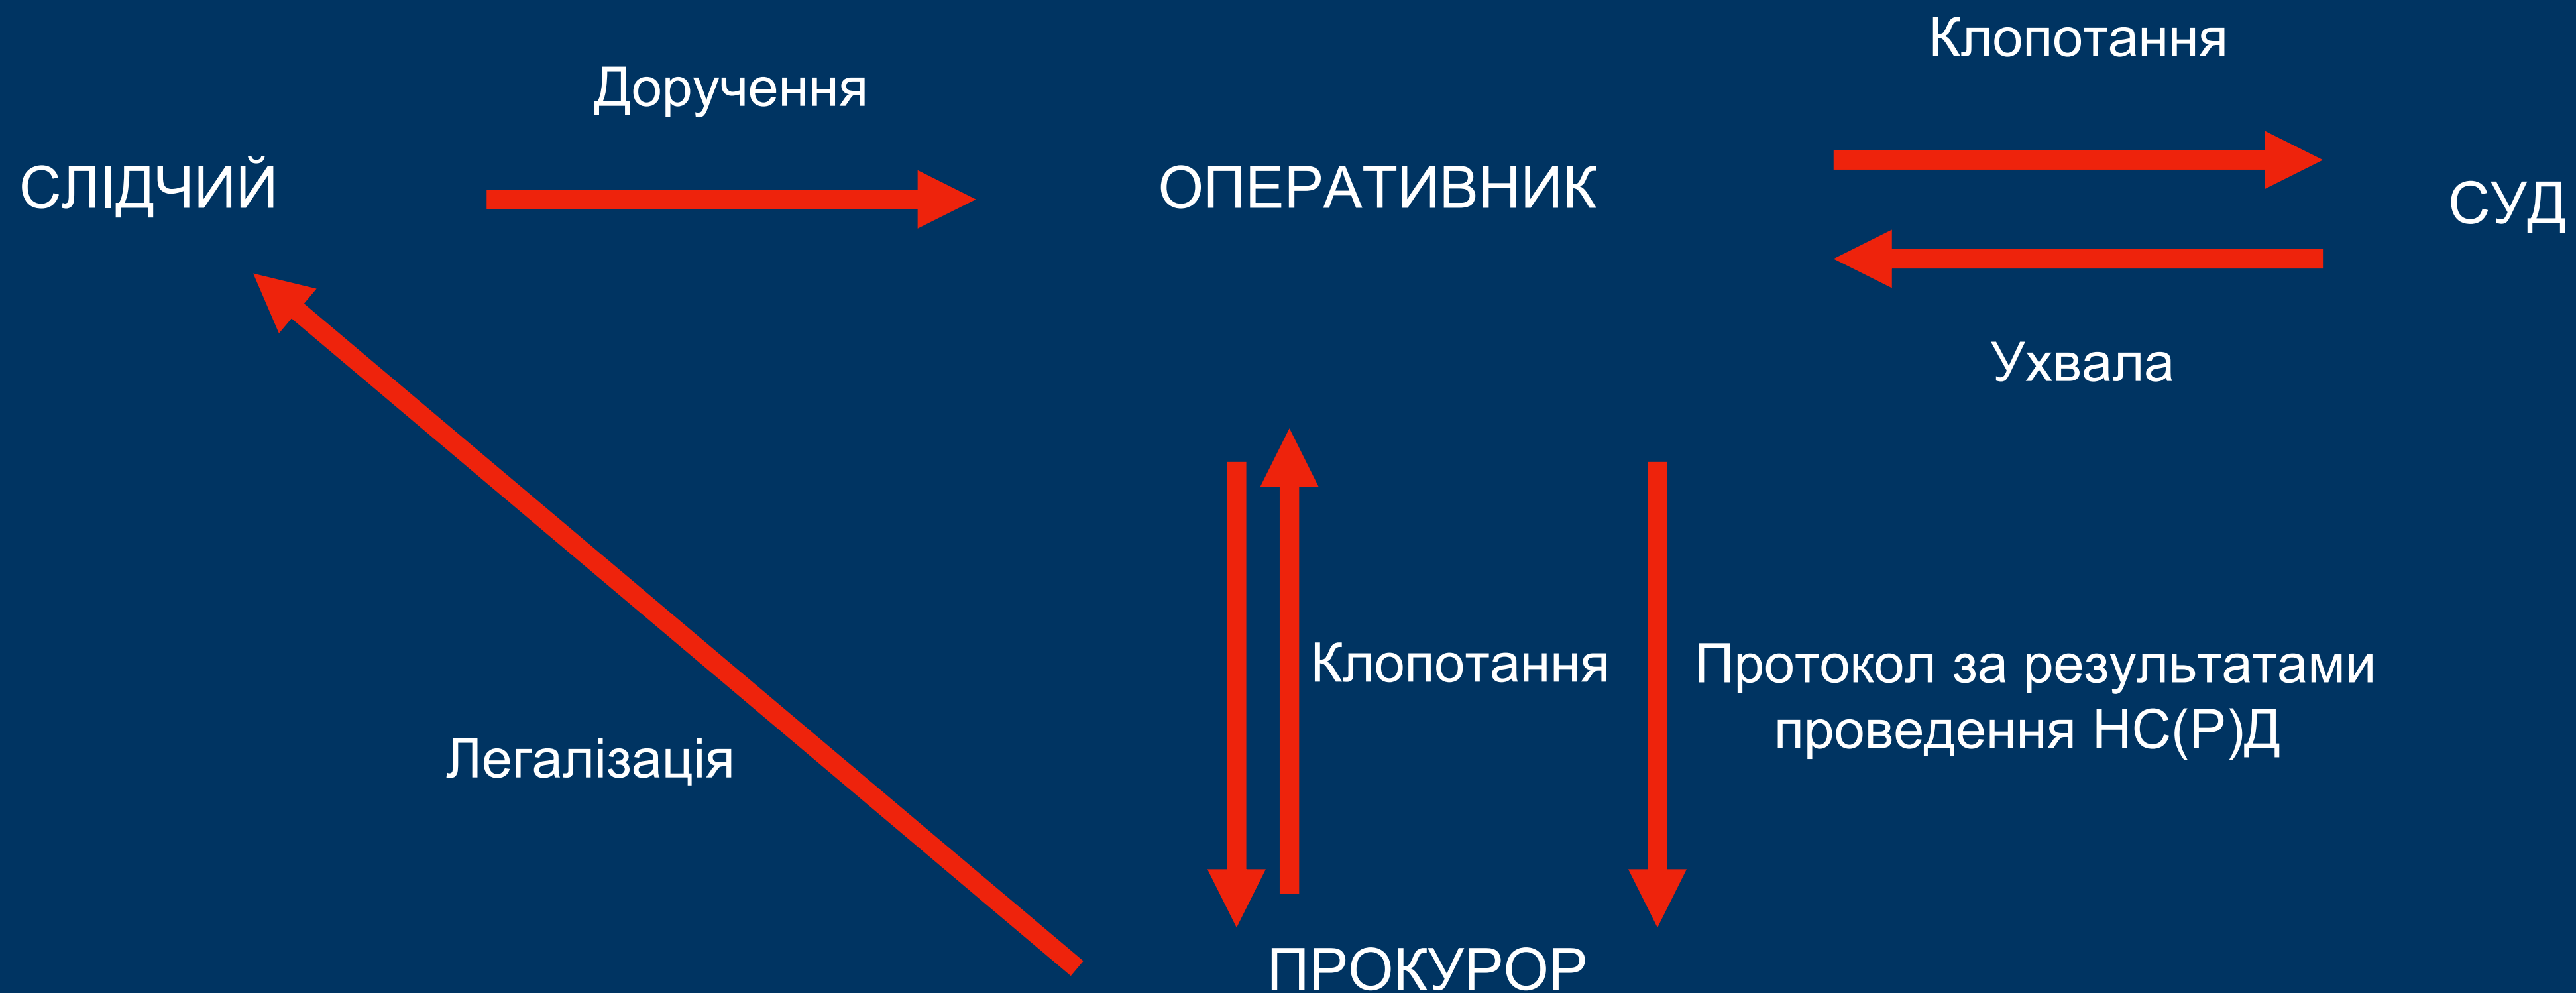 Клопотання
Доручення
СЛІДЧИЙ
ОПЕРАТИВНИК
СУД
Ухвала
Клопотання
Протокол за результатами
проведення НС(Р)Д
Легалізація
ПРОКУРОР